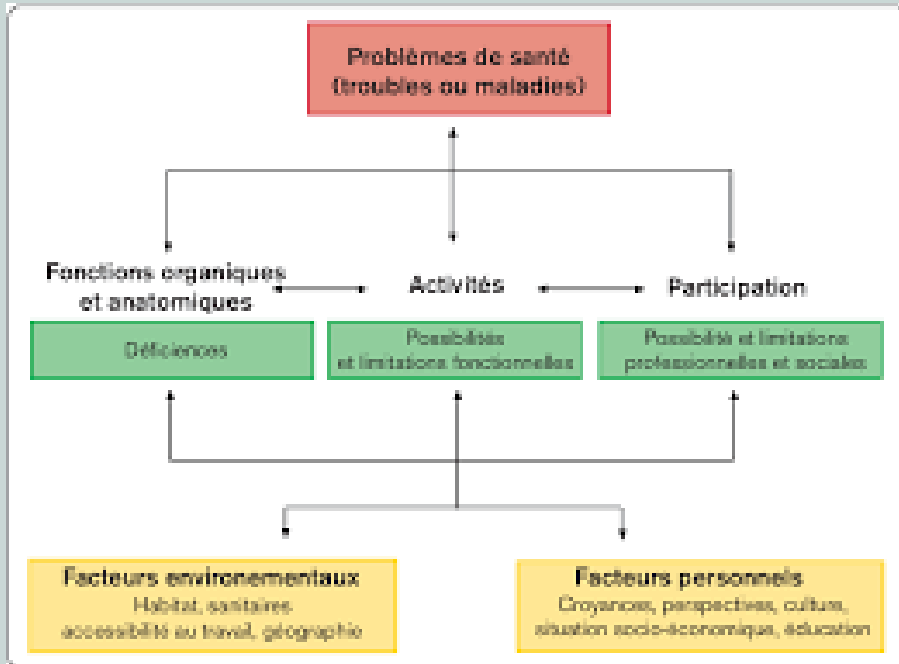 Problèmes de santé
(troubles ou maladies)
Fonctions organiques
et anatomiques
Activités
Participation
Déficiences
Possibilités
et limitations fonctionnelles
Possibilité et limitations
professionnelles et sociales
Facteurs environementaux
Habitat, sanitaires
accessibilité au travail, géographie
Facteurs personnels
Croyances, perspectives, culture,
situation socio-économique, éducation